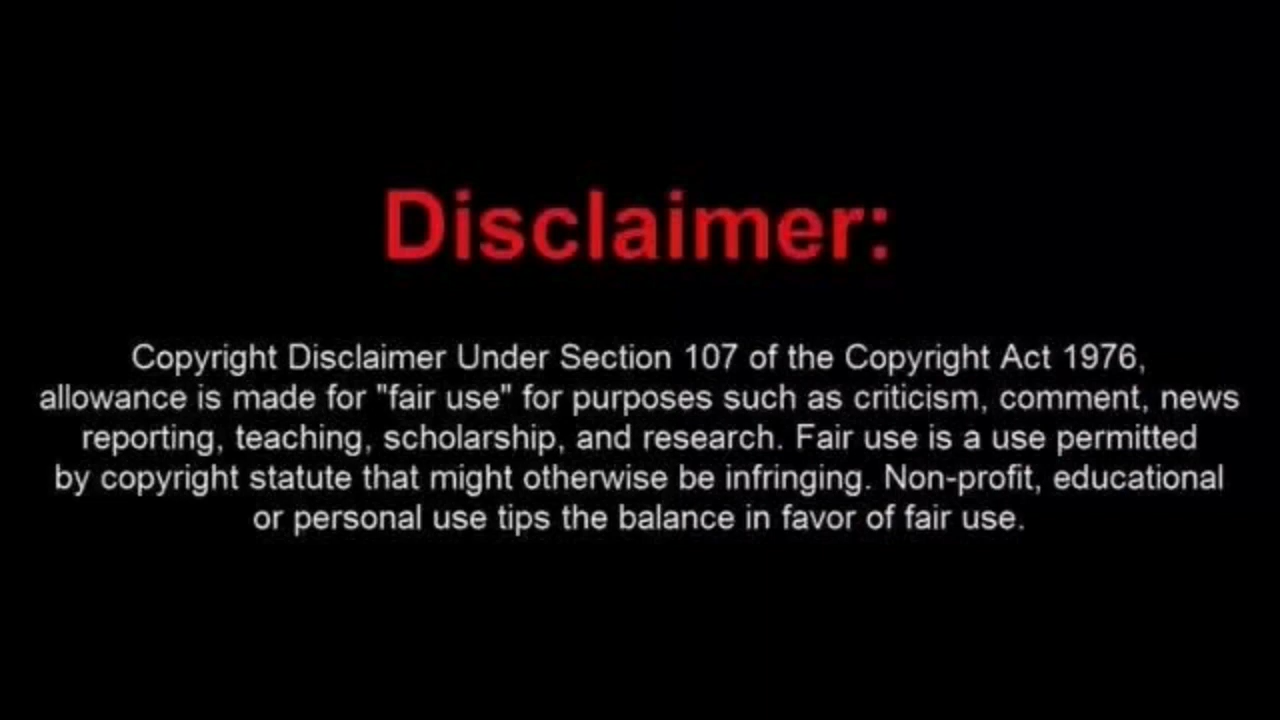 Disclaimer:
Copyright Disclaimer Under Section 107 of the Copyright Act 1976,
allowance is made for "fair use" for purposes such as criticism, comment, news
reporting, teaching, scholarship, and research. Fair use is a use permitted
by copyright statute that might otherwise be infringing. Non-profit, educational
or personal use tips the balance in favor of fair use.